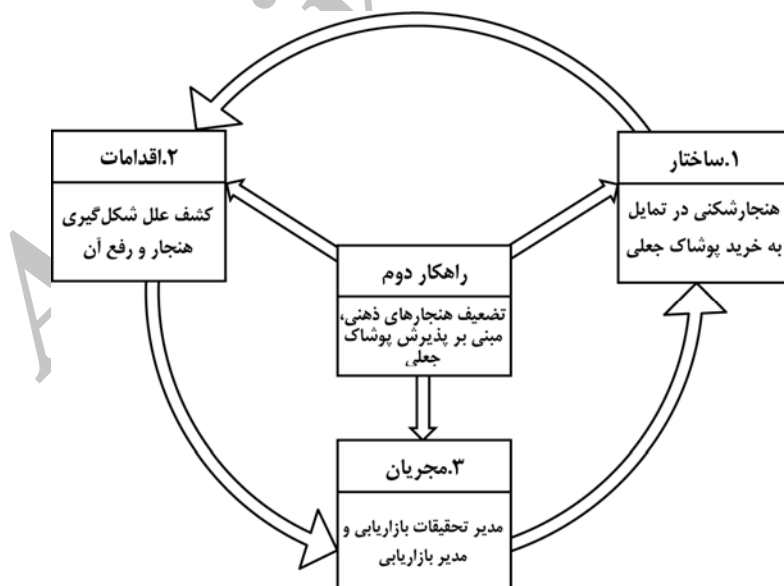 ۱.ساختار
هنجارشکنی در تمایل
به خرید پوشاک جعلی
۲.اقدامات
کشف علل شکل‌گیری
هنجار و رفع آن
راهکار دوم
تضعیف هنجارهای ذهنی،
مبنی بر پذیرش پوشاک
جعلی
۳.مجریان
مدیر تحقیقات بازاریابی و
مدیر بازاریابی